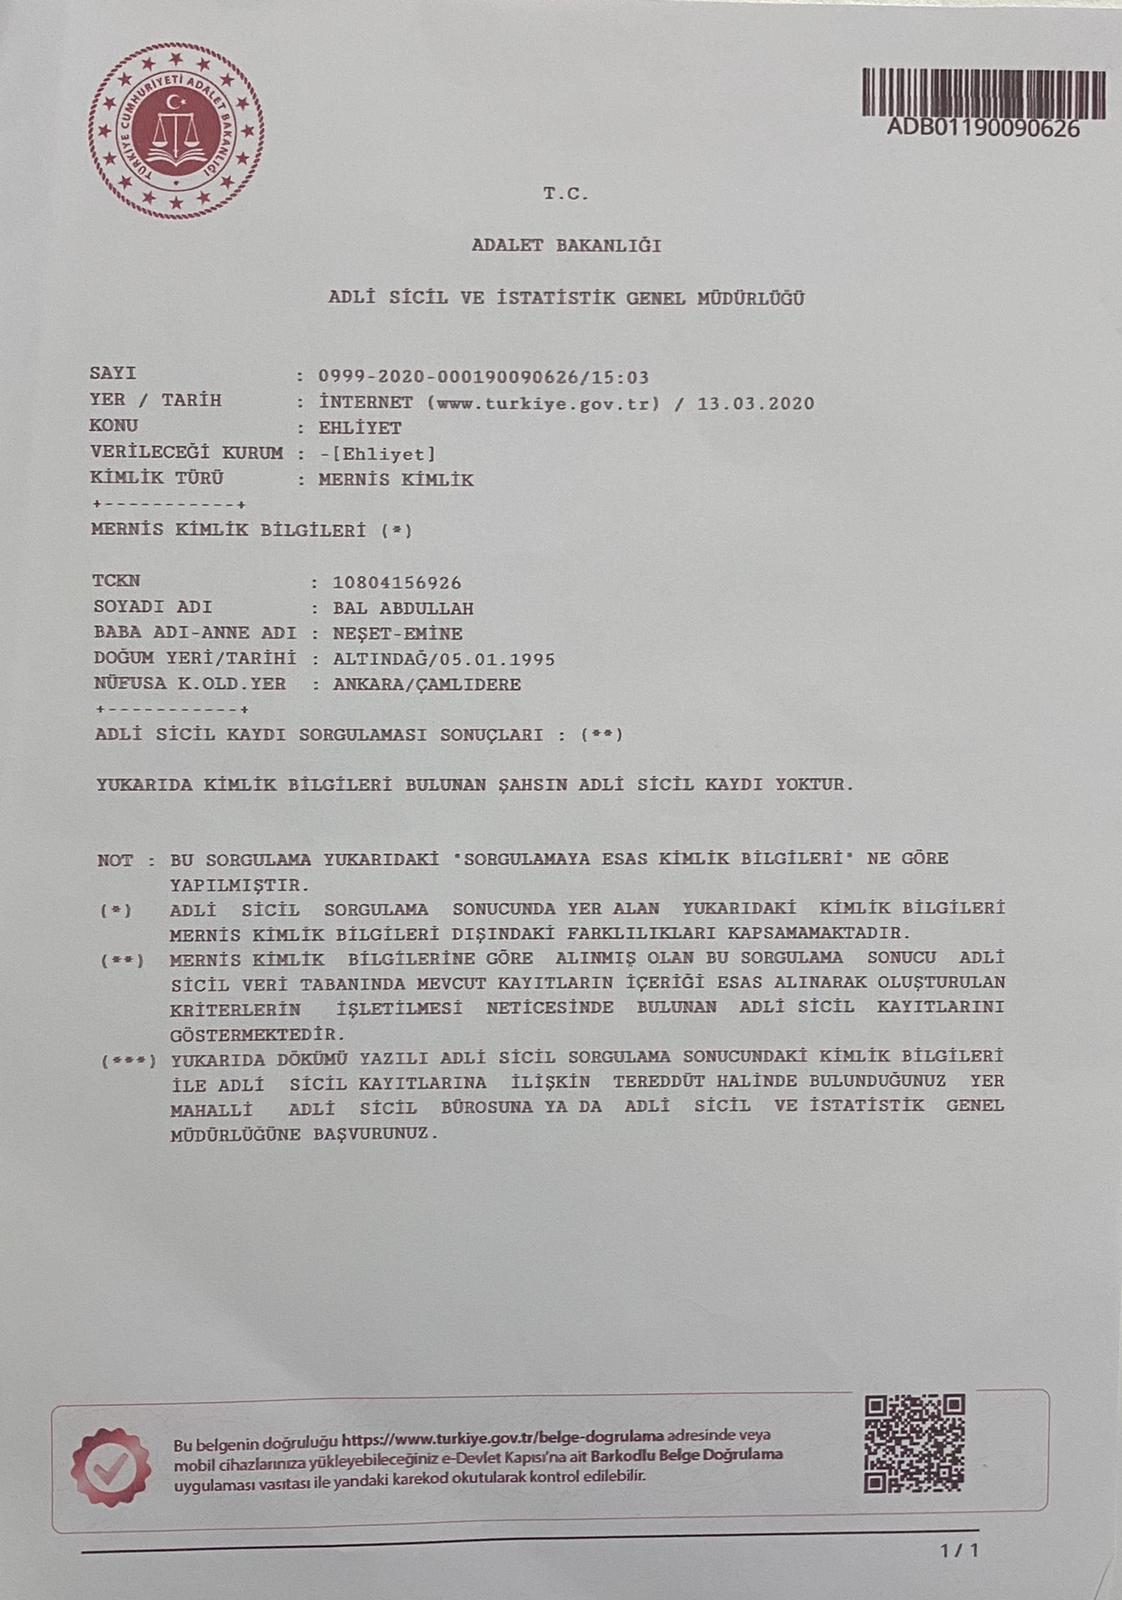 TÜRKİYE CUMHURİYETİ ADALET BAKANLIĞI
ADB01190090626
T.C.
ADALET BAKANLIĞI
ADLİ SİCİL VE İSTATİSTİK GENEL MÜDÜRLÜĞÜ
SAYI : 0999-2020-000190090626/15:03
YER / TARİH : İNTERNET (www.turkiye.gov.tr) / 13.03.2020
KONU : EHLİYET
VERİLECEĞİ KURUM : -[Ehliyet]
KİMLİK TÜRÜ : MERNİS KİMLİK
+-----------+
MERNİS KİMLİK BİLGİLERİ (*)
TCKN : 10804156926
SOYADI ADI : BAL ABDULLAH
BABA ADI-ANNE ADI : NEŞET-EMİNE
DOĞUM YERİ/TARİHİ : ALTINDAĞ/05.01.1995
NÜFUSA K.OLD.YER : ANKARA/ÇAMLIDERE
+-----------+
ADLİ SİCİL KAYDI SORGULAMASI SONUÇLARI : (**)
YUKARIDA KİMLİK BİLGİLERİ BULUNAN ŞAHSIN ADLİ SİCİL KAYDI YOKTUR.
NOT : BU SORGULAMA YUKARIDAKİ "SORGULAMAYA ESAS KİMLİK BİLGİLERİ" NE GÖRE
YAPILMIŞTIR.
(*) ADLİ SİCİL SORGULAMA SONUCUNDA YER ALAN YUKARIDAKİ KİMLİK BİLGİLERİ
MERNİS KİMLİK BİLGİLERİ DIŞINDAKİ FARKLILIKLARI KAPSAMAMAKTADIR.
(**) MERNİS KİMLİK BİLGİLERİNE GÖRE ALINMIŞ OLAN BU SORGULAMA SONUCU ADLİ
SİCİL VERİ TABANINDA MEVCUT KAYITLARIN İÇERİĞİ ESAS ALINARAK OLUŞTURULAN
KRİTERLERİN İŞLETİLMESİ NETİCESİNDE BULUNAN ADLİ SİCİL KAYITLARINI
GÖSTERMEKTEDİR.
(***) YUKARIDA DÖKÜMÜ YAZILI ADLİ SİCİL SORGULAMA SONUCUNDAKİ KİMLİK BİLGİLERİ
İLE ADLİ SİCİL KAYITLARINA İLİŞKİN TEREDDÜT HALİNDE BULUNDUĞUNUZ YER
MAHALLİ ADLİ SİCİL BÜROSUNA YA DA ADLİ SİCİL VE İSTATİSTİK GENEL
MÜDÜRLÜĞÜNE BAŞVURUNUZ.
Bu belgenin doğruluğu https://www.turkiye.gov.tr/belge-dogrulama adresinde veya
mobil cihazlarınıza yükleyebileceğiniz e-Devlet Kapısı'na ait Barkodlu Belge Doğrulama
uygulaması vasıtası ile yandaki karekod okutularak kontrol edilebilir.
1 / 1